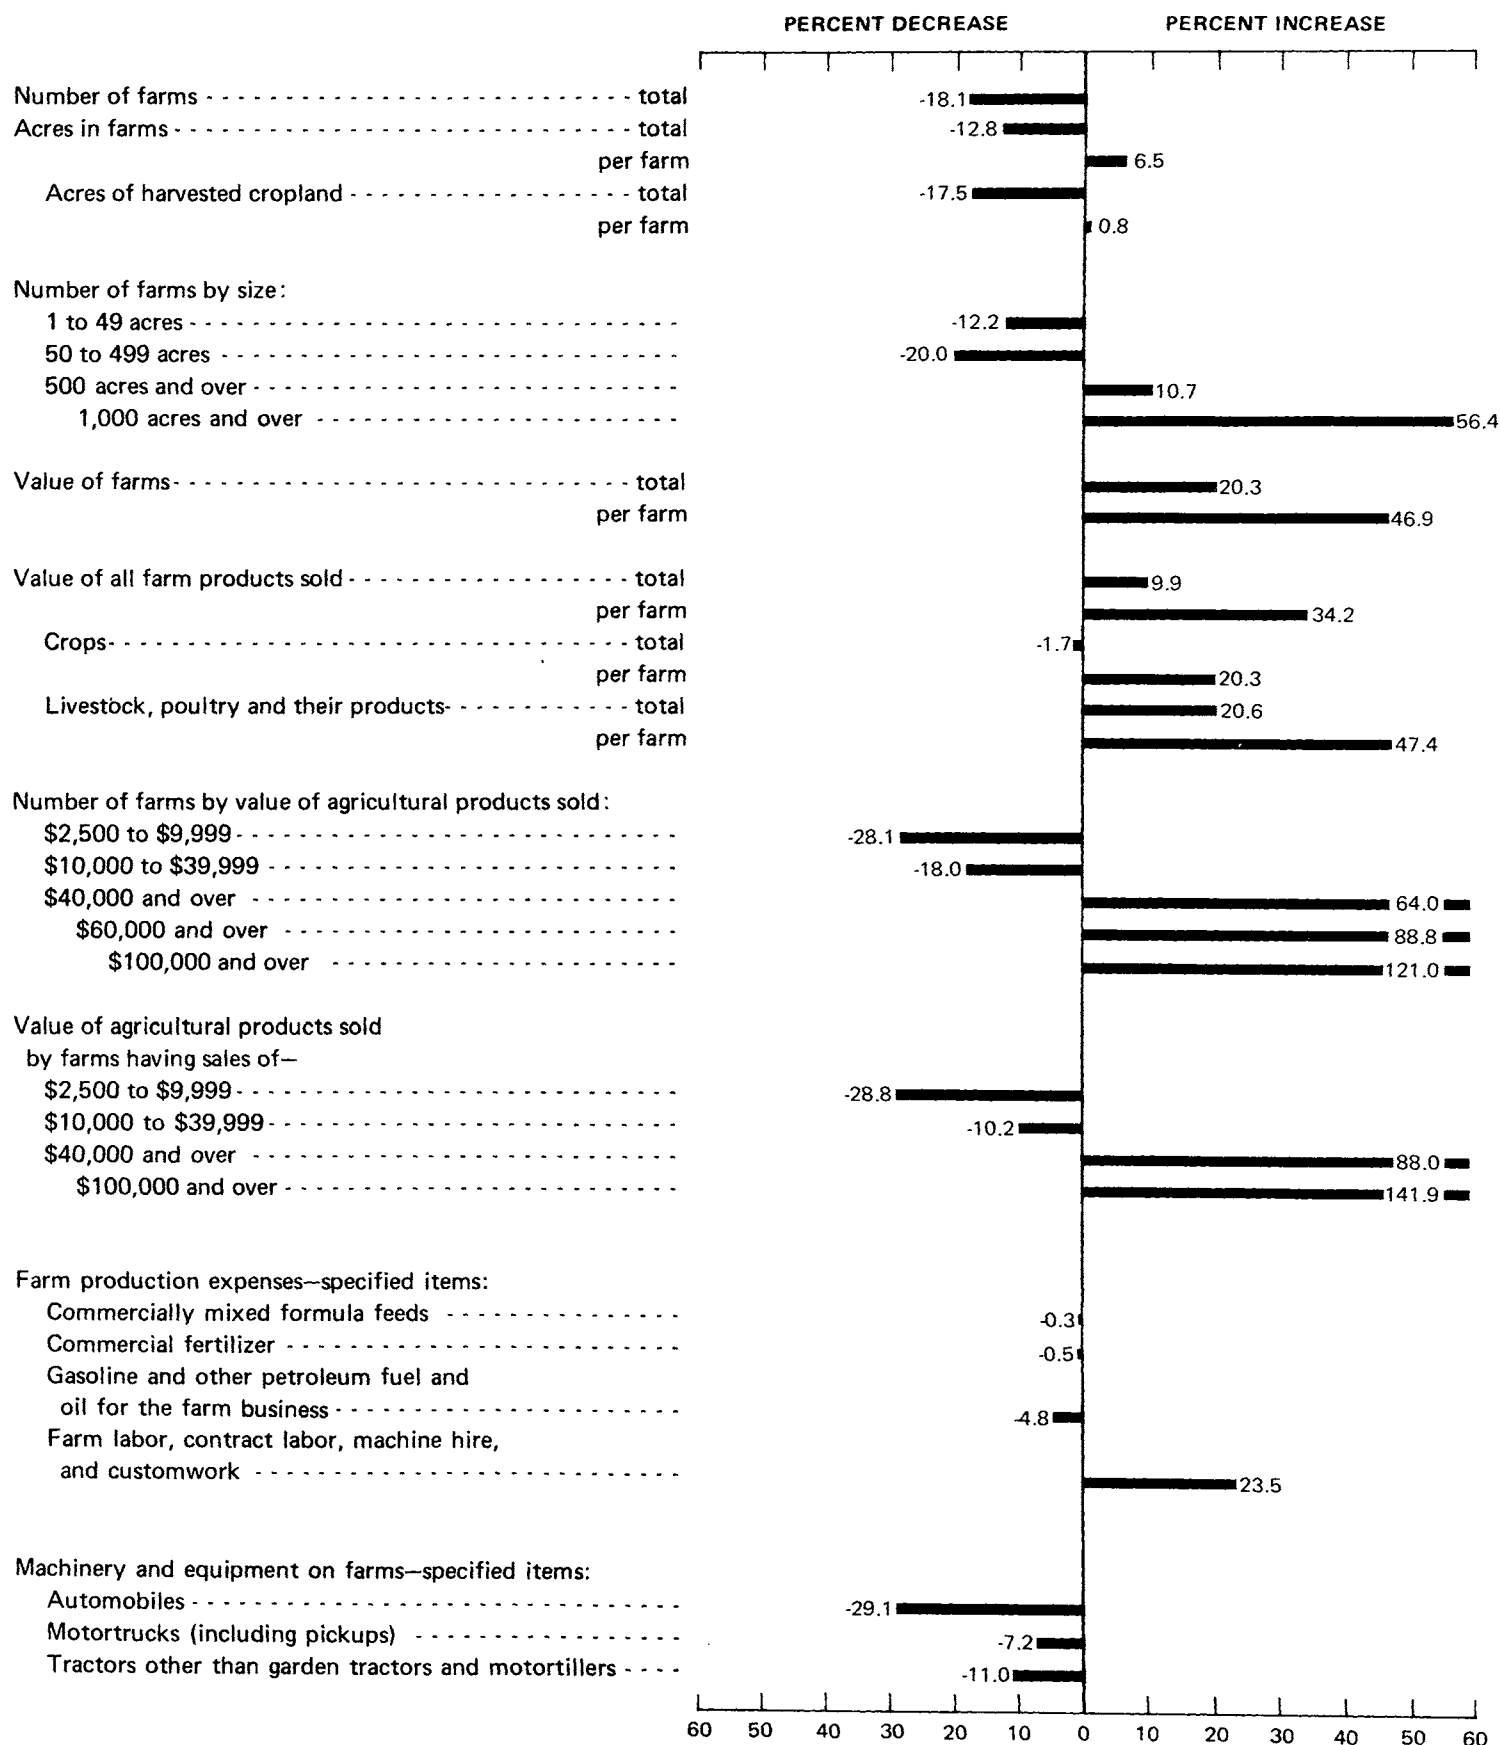 PERCENT DECREASE PERCENT INCREASE
Number of farms total -18.1
Acres in farms total -12.8
per farm 6.5
Acres of harvested cropland total -17.5
per farm 0.8
Number of farms by size:
1 to 49 acres -12.2
50 to 499 acres -20.0
500 acres and over 10.7
1,000 acres and over 56.4
Value of farms total 20.3
per farm 46.9
Value of all farm products sold total 9.9
per farm 34.2
Crops total -1.7
per farm 20.3
Livestock, poultry and their products total 20.6
per farm 47.4
Number of farms by value of agricultural products sold:
$2,500 to $9,999 -28.1
$10,000 to $39,999 -18.0
$40,000 and over 64.0
$60,000 and over 88.8
$100,000 and over 121.0
Value of agricultural products sold
by farms having sales of—
$2,500 to $9,999 -28.8
$10,000 to $39,999 -10.2
$40,000 and over 88.0
$100,000 and over 141.9
Farm production expenses—specified items:
Commercially mixed formula feeds -0.3
Commercial fertilizer -0.5
Gasoline and other petroleum fuel and
oil for the farm business -4.8
Farm labor, contract labor, machine hire,
and customwork 23.5
Machinery and equipment on farms—specified items:
Automobiles -29.1
Motortrucks (including pickups) -7.2
Tractors other than garden tractors and motortillers -11.0
60 50 40 30 20 10 0 10 20 30 40 50 60